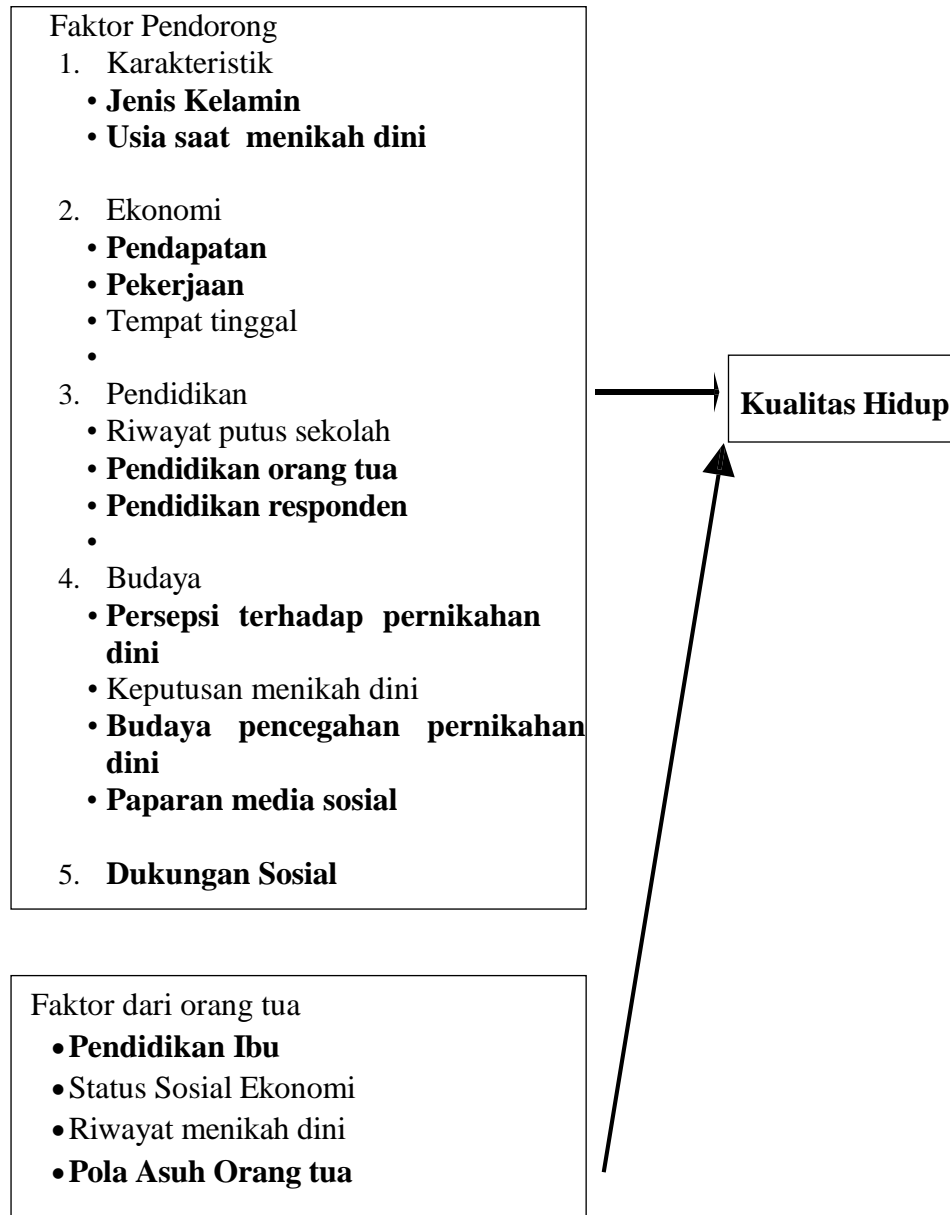 Faktor Pendorong
1. Karakteristik
• Jenis Kelamin
• Usia saat menikah dini
2. Ekonomi
• Pendapatan
• Pekerjaan
• Tempat tinggal
•
3. Pendidikan
• Riwayat putus sekolah
• Pendidikan orang tua
• Pendidikan responden
•
4. Budaya
• Persepsi terhadap pernikahan
dini
• Keputusan menikah dini
• Budaya pencegahan pernikahan
dini
• Paparan media sosial
5. Dukungan Sosial
Kualitas Hidup
Faktor dari orang tua
• Pendidikan Ibu
• Status Sosial Ekonomi
• Riwayat menikah dini
• Pola Asuh Orang tua